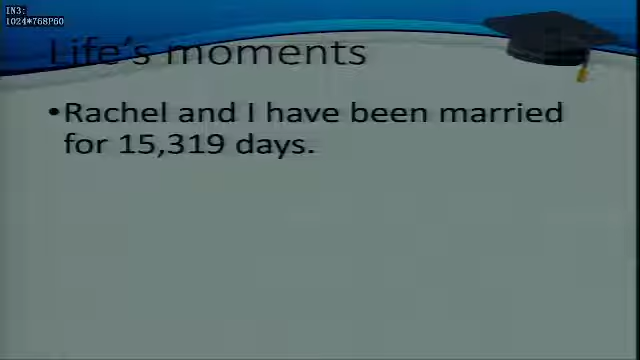 IN3:
1024*768P60
Life's moments
•Rachel and I have been married
for 15,319 days.